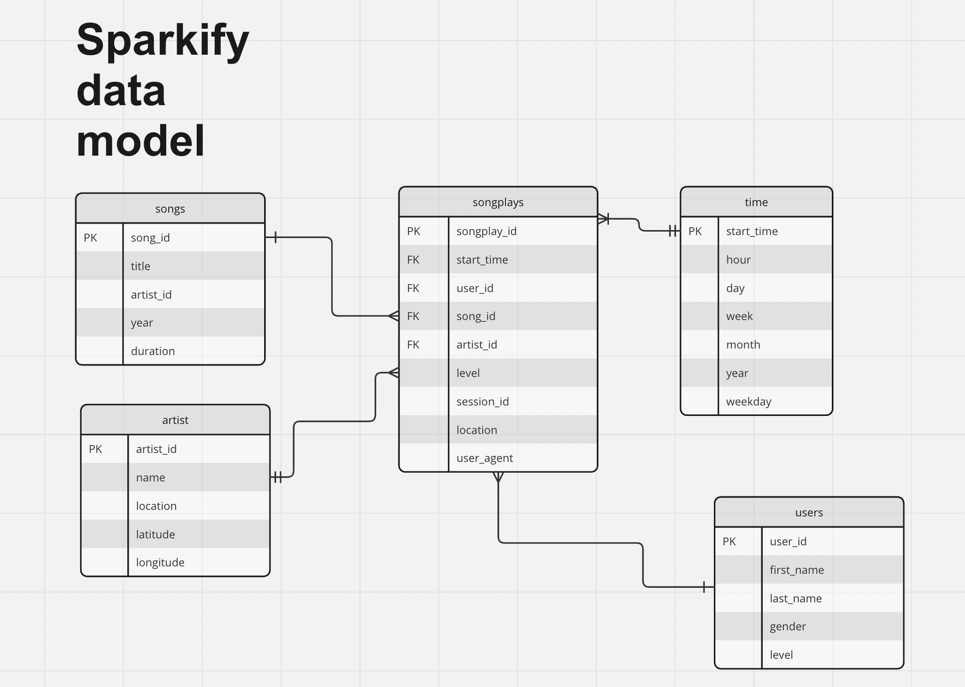 Sparkify
data
model
songs
PK song_id
title
artist_id
year
duration
artist
PK artist_id
name
location
latitude
longitude
songplays
PK songplay_id
FK start_time
FK user_id
FK song_id
FK artist_id
level
session_id
location
user_agent
time
PK start_time
hour
day
week
month
year
weekday
users
PK user_id
first_name
last_name
gender
level